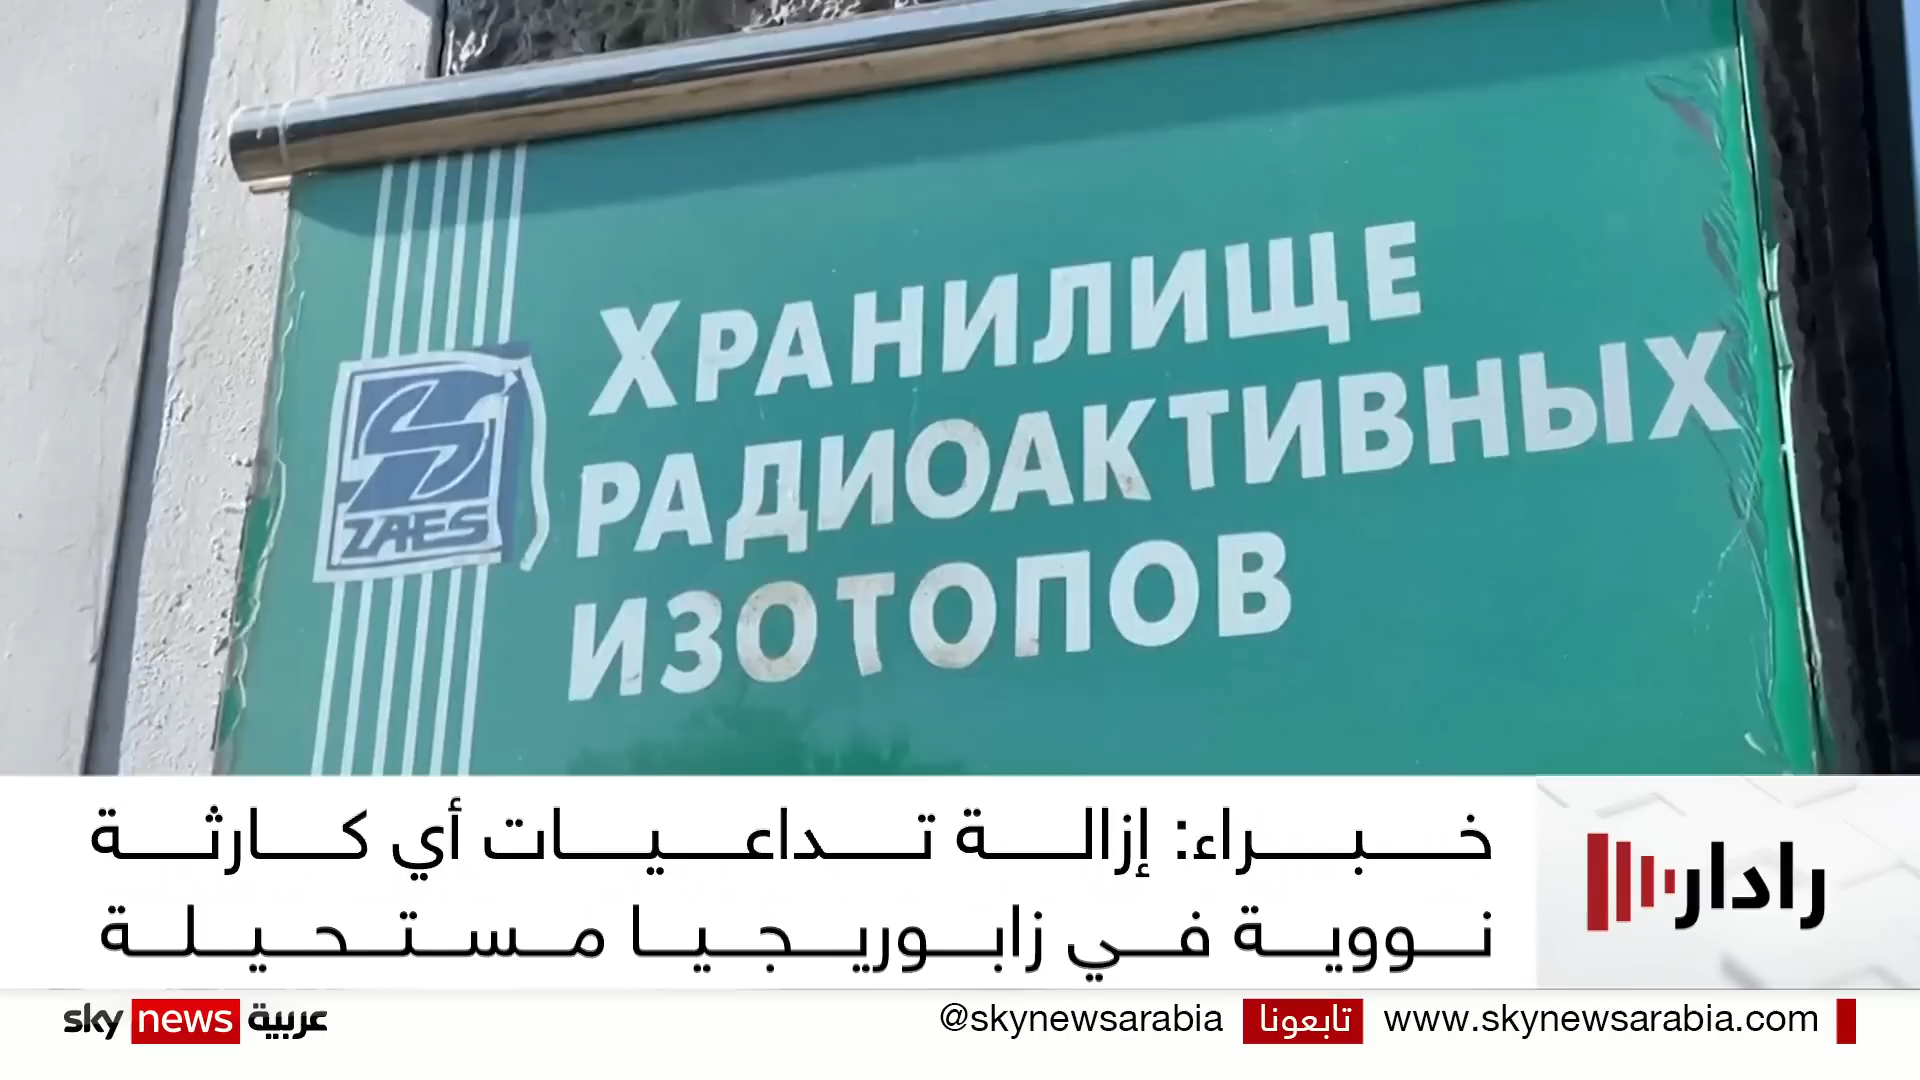 ХРАНИЛИЩЕ
РАДИОАКТИВНЫХ
ИЗОТОПОВ
ZAES
خبراء: إزالة تداعيات أي كارثة
نووية في زابوريجيا مستحيلة
رادار
sky news عربية
@skynewsarabia تابعونا www.skynewsarabia.com